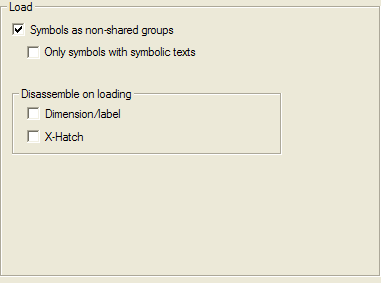 Load
Symbols as non-shared groups
Only symbols with symbolic texts
Disassemble on loading
Dimension/label
X-Hatch